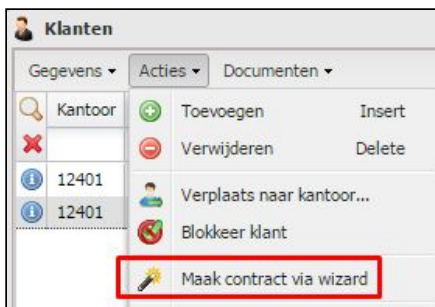 Klanten
Gegevens Acties Documenten
Kantoor
Toevoegen Insert
Verwijderen Delete
12401
Verplaats naar kantoor...
12401
Blokkeer klant
Maak contract via wizard